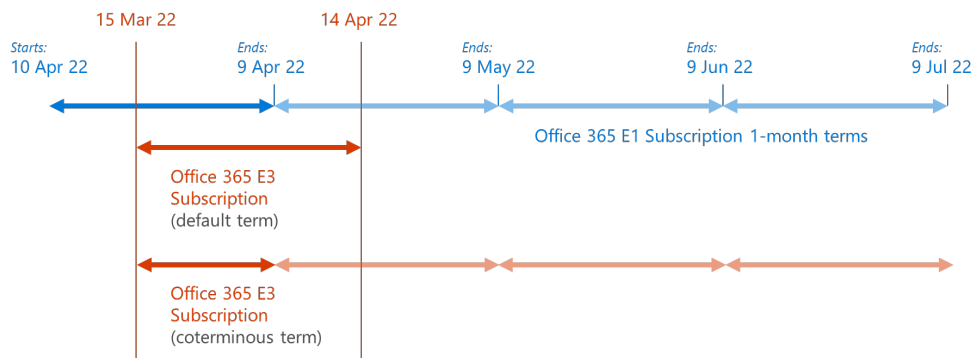 15 Mar 22
14 Apr 22
Starts:
10 Apr 22
Ends:
9 Apr 22
Ends:
9 May 22
Ends:
9 Jun 22
Ends:
9 Jul 22
Office 365 E1 Subscription 1-month terms
Office 365 E3
Subscription
(default term)
Office 365 E3
Subscription
(coterminous term)